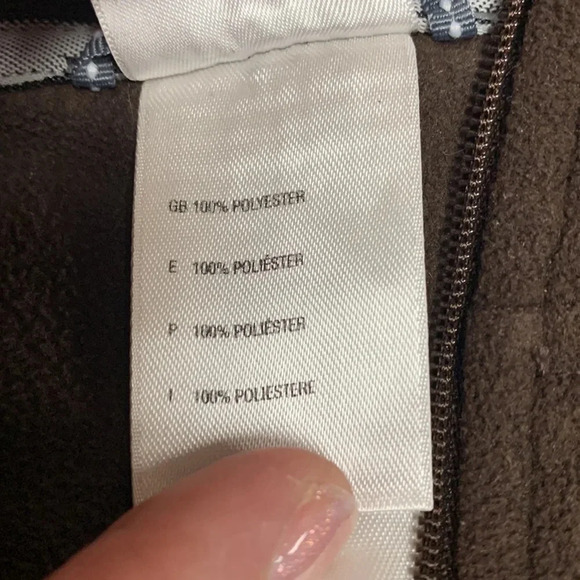 GB 100% POLYESTER
E 100% POLIÉSTER
P 100% POLIÉSTER
I 100% POLIESTERE